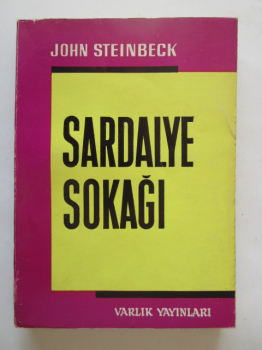 JOHN STEINBECK
SARDALYE
SOKAĞI
VARLIK YAYINLARI